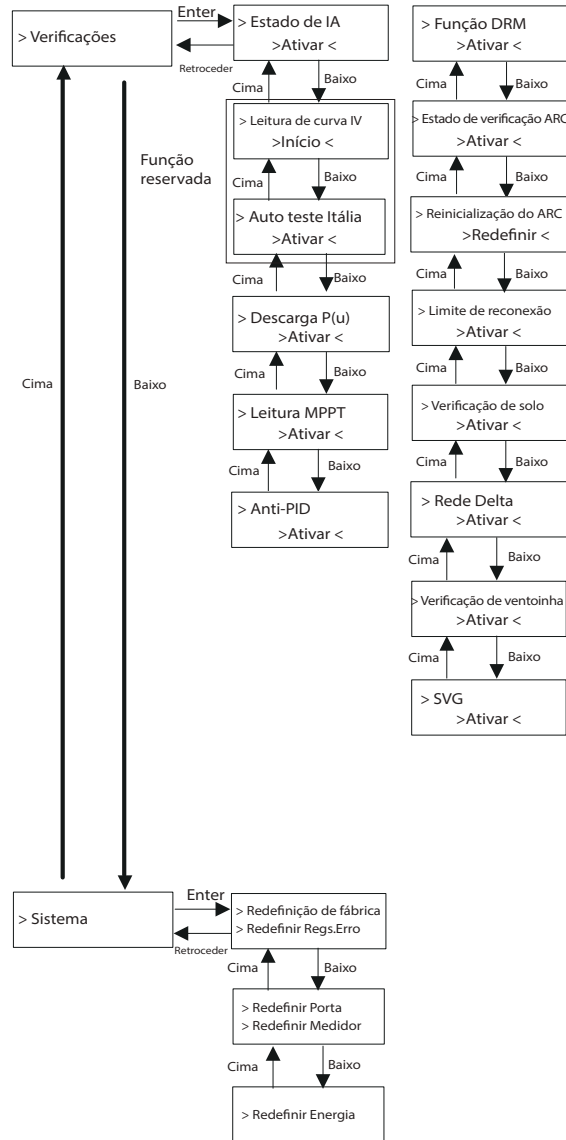 > Verificações
Enter
Retroceder
> Estado de IA
>Ativar <
Cima
Baixo
Função
reservada
> Leitura de curva IV
>Início <
Cima
Baixo
> Auto teste Itália
>Ativar <
Cima
Baixo
> Descarga P(u)
>Ativar <
Cima
Baixo
> Leitura MPPT
>Ativar <
Cima
Baixo
> Anti-PID
>Ativar <
> Função DRM
>Ativar <
Cima
Baixo
> Estado de verificação ARC
>Ativar <
Cima
Baixo
> Reinicialização do ARC
>Redefinir <
Cima
Baixo
> Limite de reconexão
>Ativar <
Cima
Baixo
> Verificação de solo
>Ativar <
Cima
Baixo
> Rede Delta
>Ativar <
Cima
Baixo
> Verificação de ventoinha
>Ativar <
Cima
Baixo
> SVG
>Ativar <
Cima
Baixo
> Sistema
Enter
Retroceder
> Redefinição de fábrica
> Redefinir Regs.Erro
Cima
Baixo
> Redefinir Porta
> Redefinir Medidor
Cima
Baixo
> Redefinir Energia